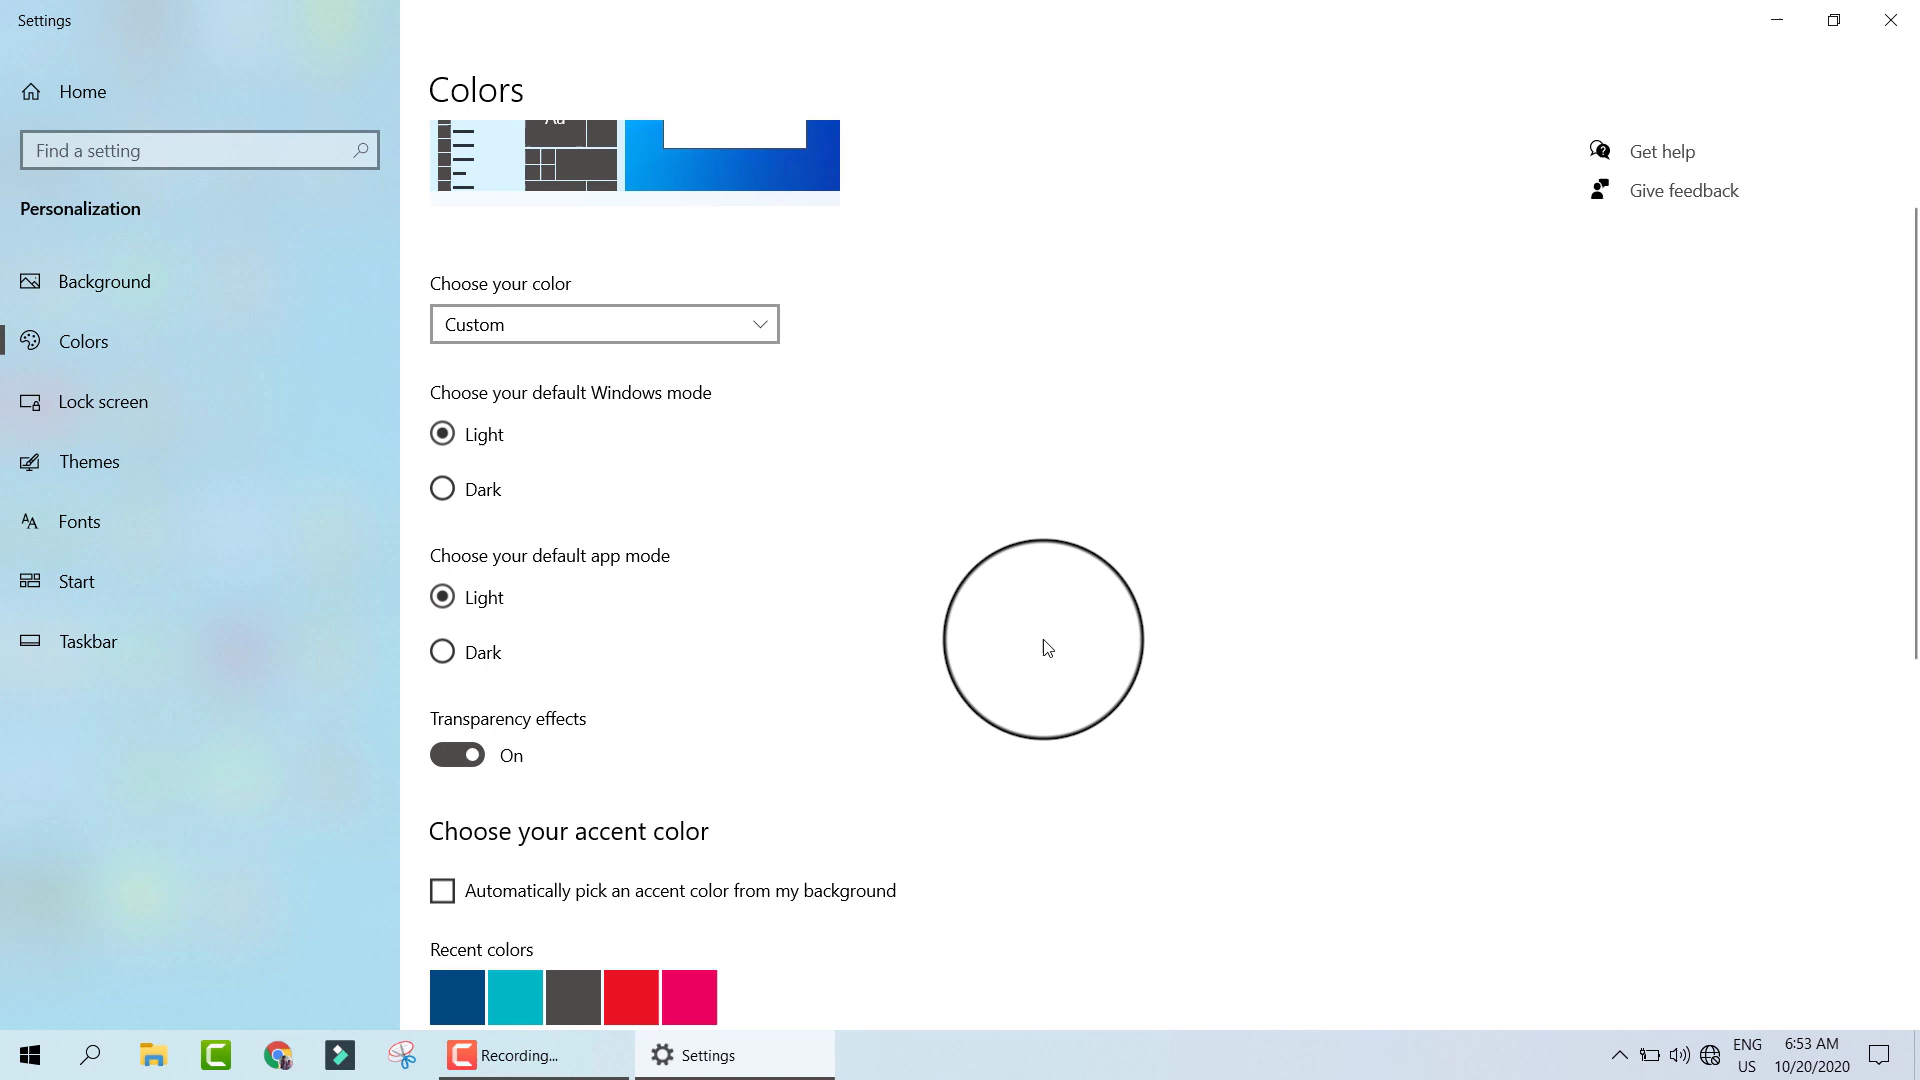 Settings
Home
Find a setting
Personalization
Background
Colors
Lock screen
Themes
Fonts
Start
Taskbar
Colors
Choose your color
Custom
Choose your default Windows mode
Light
Dark
Choose your default app mode
Light
Dark
Transparency effects
On
Choose your accent color
Automatically pick an accent color from my background
Recent colors
Get help
Give feedback
Recording...
Settings
ENG
US
6:53 AM
10/20/2020